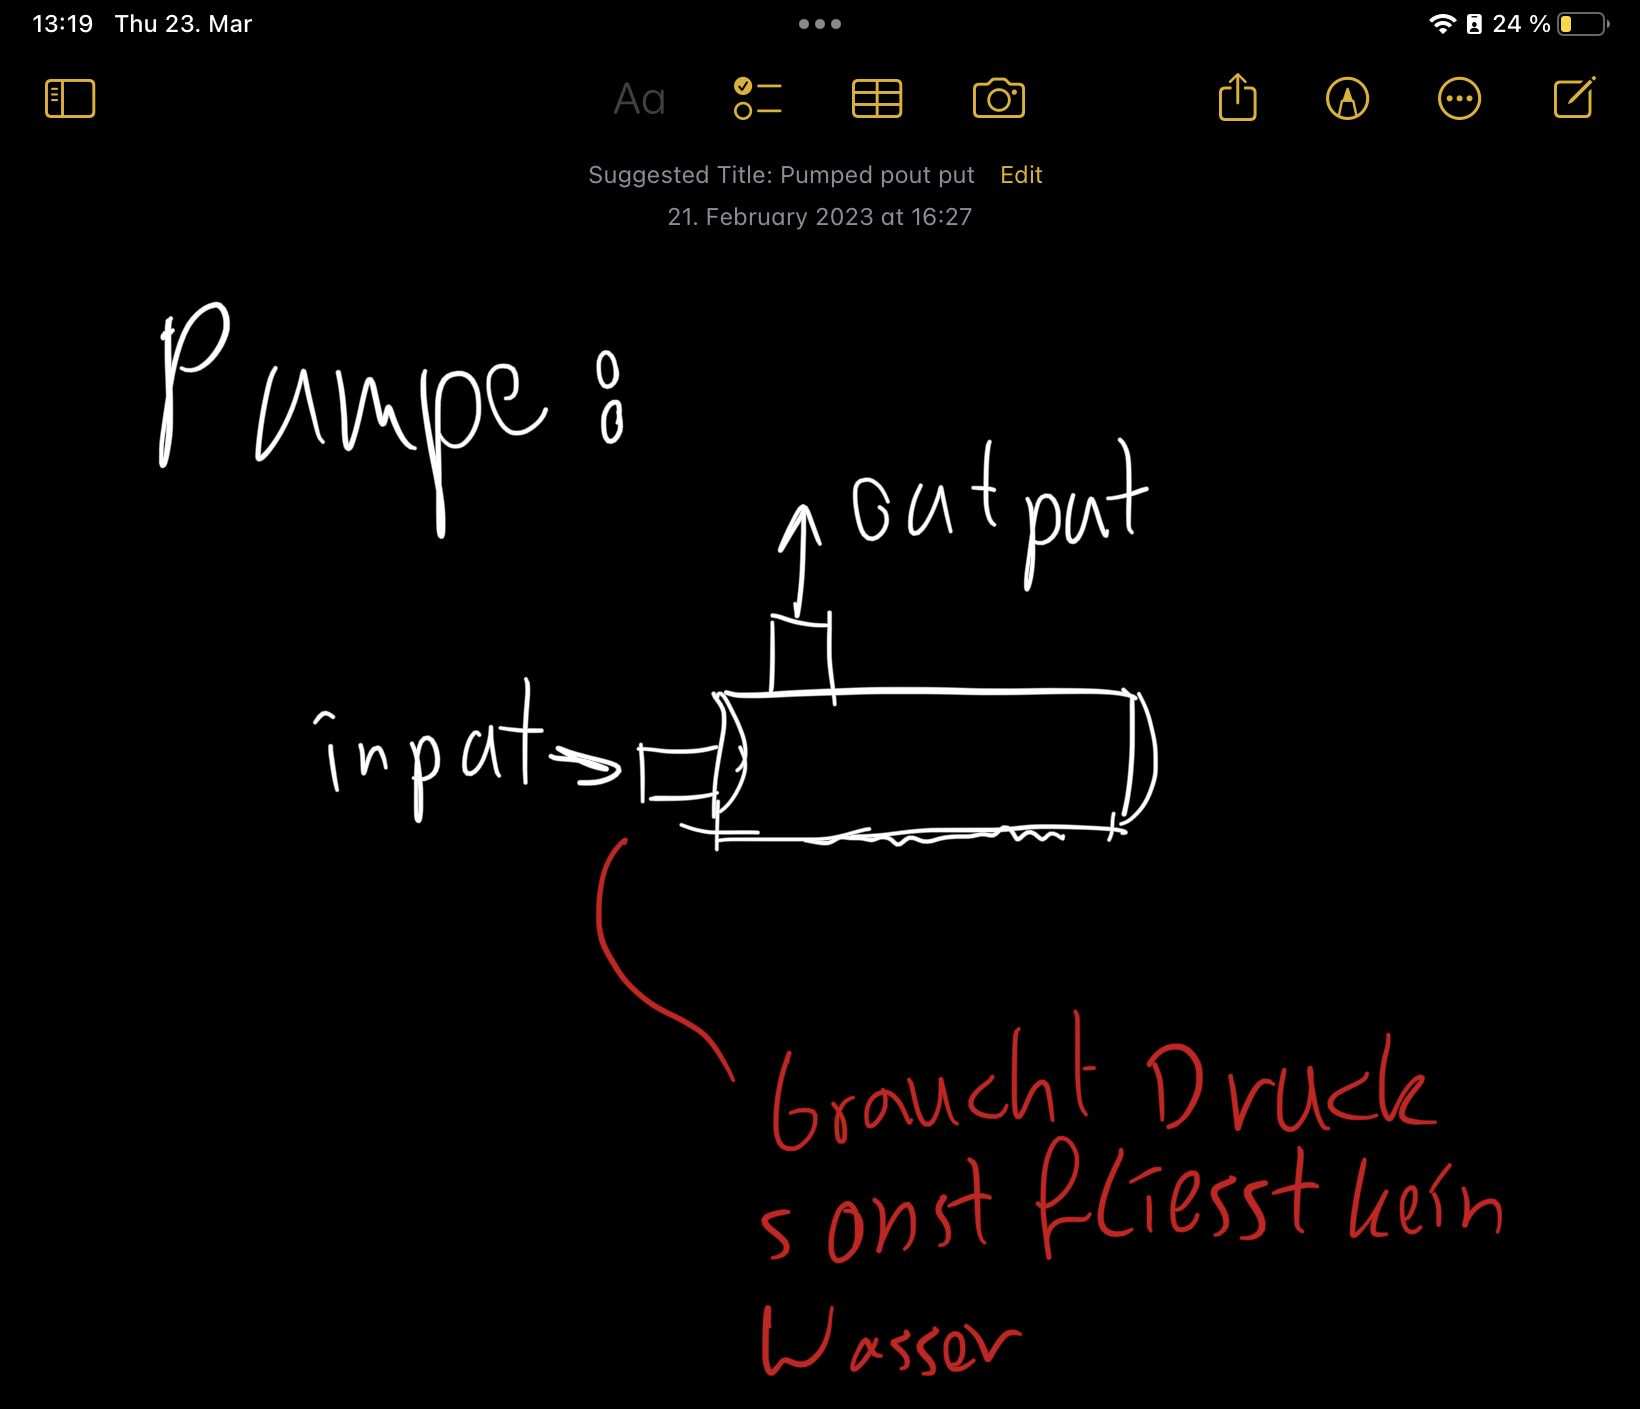 13:19 Thu 23. Mar
24 %
Aa
Suggested Title: Pumped pout put Edit
21. February 2023 at 16:27
Pumpe:
output
input
braucht Druck
sonst fliesst kein
Wasser